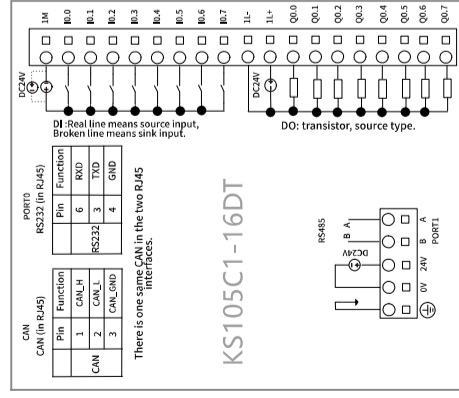 1M I0.0 I0.1 I0.2 I0.3 I0.4 I0.5 I0.6 I0.7 1L- 1L+ Q0.0 Q0.1 Q0.2 Q0.3 Q0.4 Q0.5 Q0.6 Q0.7
DC24V
DC24V
DI :Real line means source input,
Broken line means sink input.
DO: transistor, source type.
PORT0
RS232 (in RJ45)
Pin Function
RS232
6 RXD
3 TXD
4 GND
CAN
CAN (in RJ45)
Pin Function
CAN
1 CAN_H
2 CAN_L
3 CAN_GND
There is one same CAN in the two RJ45
interfaces.
KS105C1-16DT
RS485
A
B
DC24V
A
B
24V
0V
PORT1